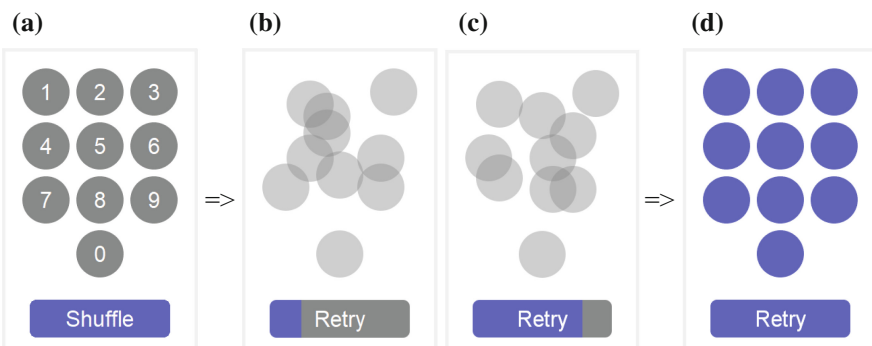 (a) (b) (c) (d)
1 2 3
4 5 6
7 8 9
=> =>
0
Shuffle Retry Retry Retry